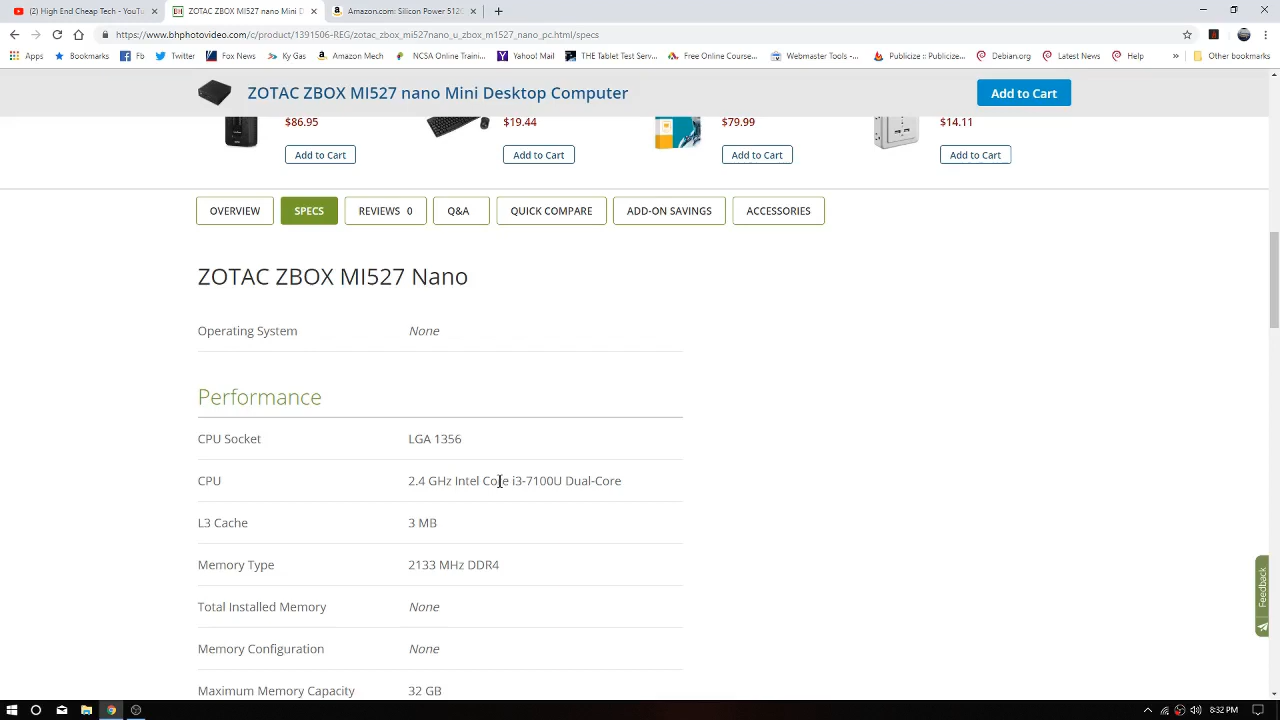 (2) High End Cheap Tech - YouTu
ZOTAC ZBOX MI527 nano Mini D
Amazon.com: Silicon Power 512G
https://www.bhphotovideo.com/c/product/1391506-REG/zotac_zbox_mi527nano_u_zbox_m1527_nano_pc.html/specs
Apps Bookmarks Fb Twitter Fox News Ky Gas Amazon Mech NCSA Online Trainin... Yahoo! Mail THE Tablet Test Serv... Free Online Course... Webmaster Tools -... Publicize :: Publiciz... Debian.org Latest News Help » Other bookmarks
ZOTAC ZBOX MI527 nano Mini Desktop Computer Add to Cart
$86.95 $19.44 $79.99 $14.11
Add to Cart Add to Cart Add to Cart Add to Cart
OVERVIEW SPECS REVIEWS 0 Q&A QUICK COMPARE ADD-ON SAVINGS ACCESSORIES
ZOTAC ZBOX MI527 Nano
Operating System None
Performance
CPU Socket LGA 1356
CPU 2.4 GHz Intel Core i3-7100U Dual-Core
L3 Cache 3 MB
Memory Type 2133 MHz DDR4
Feedback
Total Installed Memory None
Memory Configuration None
Maximum Memory Capacity 32 GB
8:32 PM